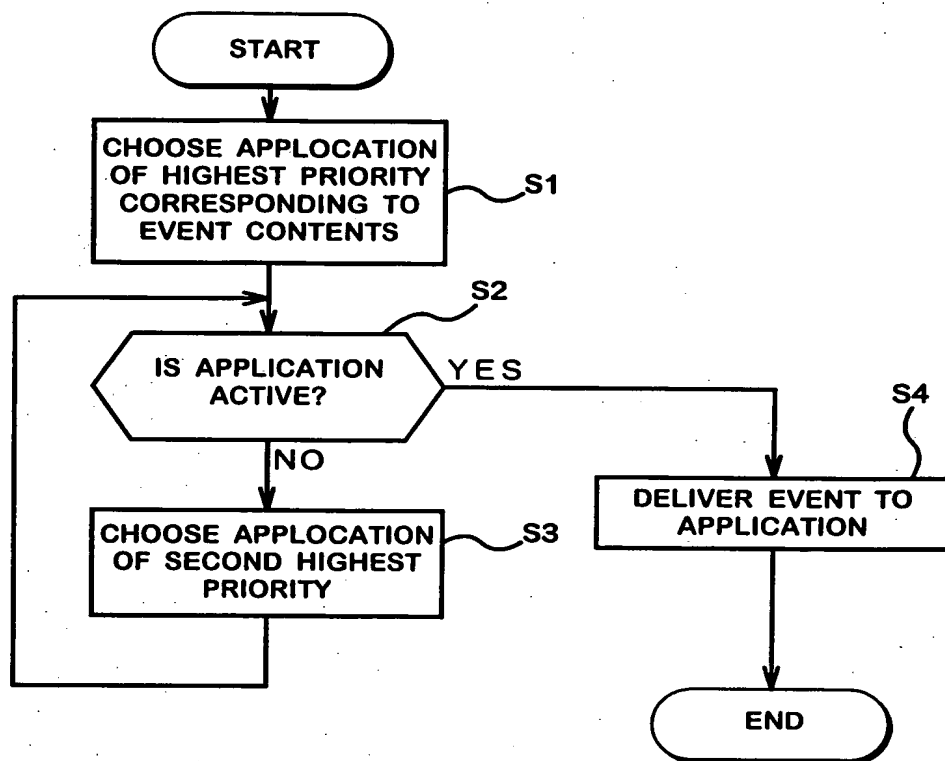 START
CHOOSE APPLOCATION
OF HIGHEST PRIORITY
CORRESPONDING TO
EVENT CONTENTS
S1
S2
IS APPLICATION
ACTIVE?
YES
NO
S4
DELIVER EVENT TO
APPLICATION
CHOOSE APPLOCATION
OF SECOND HIGHEST
PRIORITY
S3
END